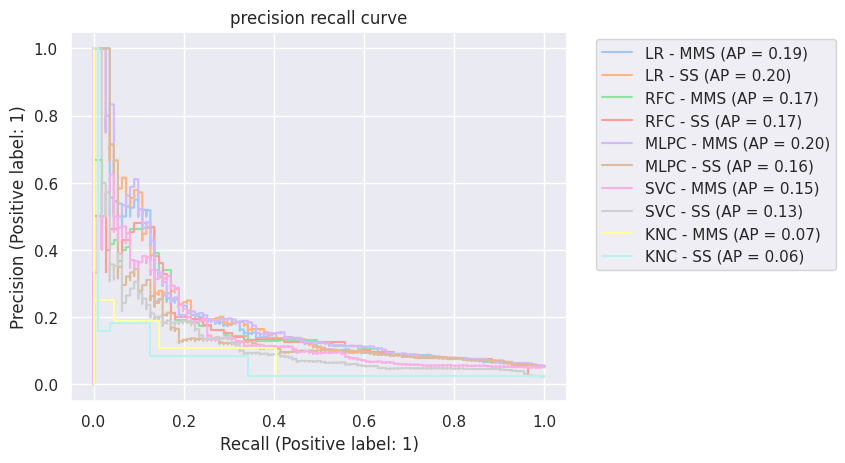 precision recall curve
Precision (Positive label: 1)
1.0
0.8
0.6
0.4
0.2
0.0
0.0 0.2 0.4 0.6 0.8 1.0
Recall (Positive label: 1)
LR - MMS (AP = 0.19)
LR - SS (AP = 0.20)
RFC - MMS (AP = 0.17)
RFC - SS (AP = 0.17)
MLPC - MMS (AP = 0.20)
MLPC - SS (AP = 0.16)
SVC - MMS (AP = 0.15)
SVC - SS (AP = 0.13)
KNC - MMS (AP = 0.07)
KNC - SS (AP = 0.06)